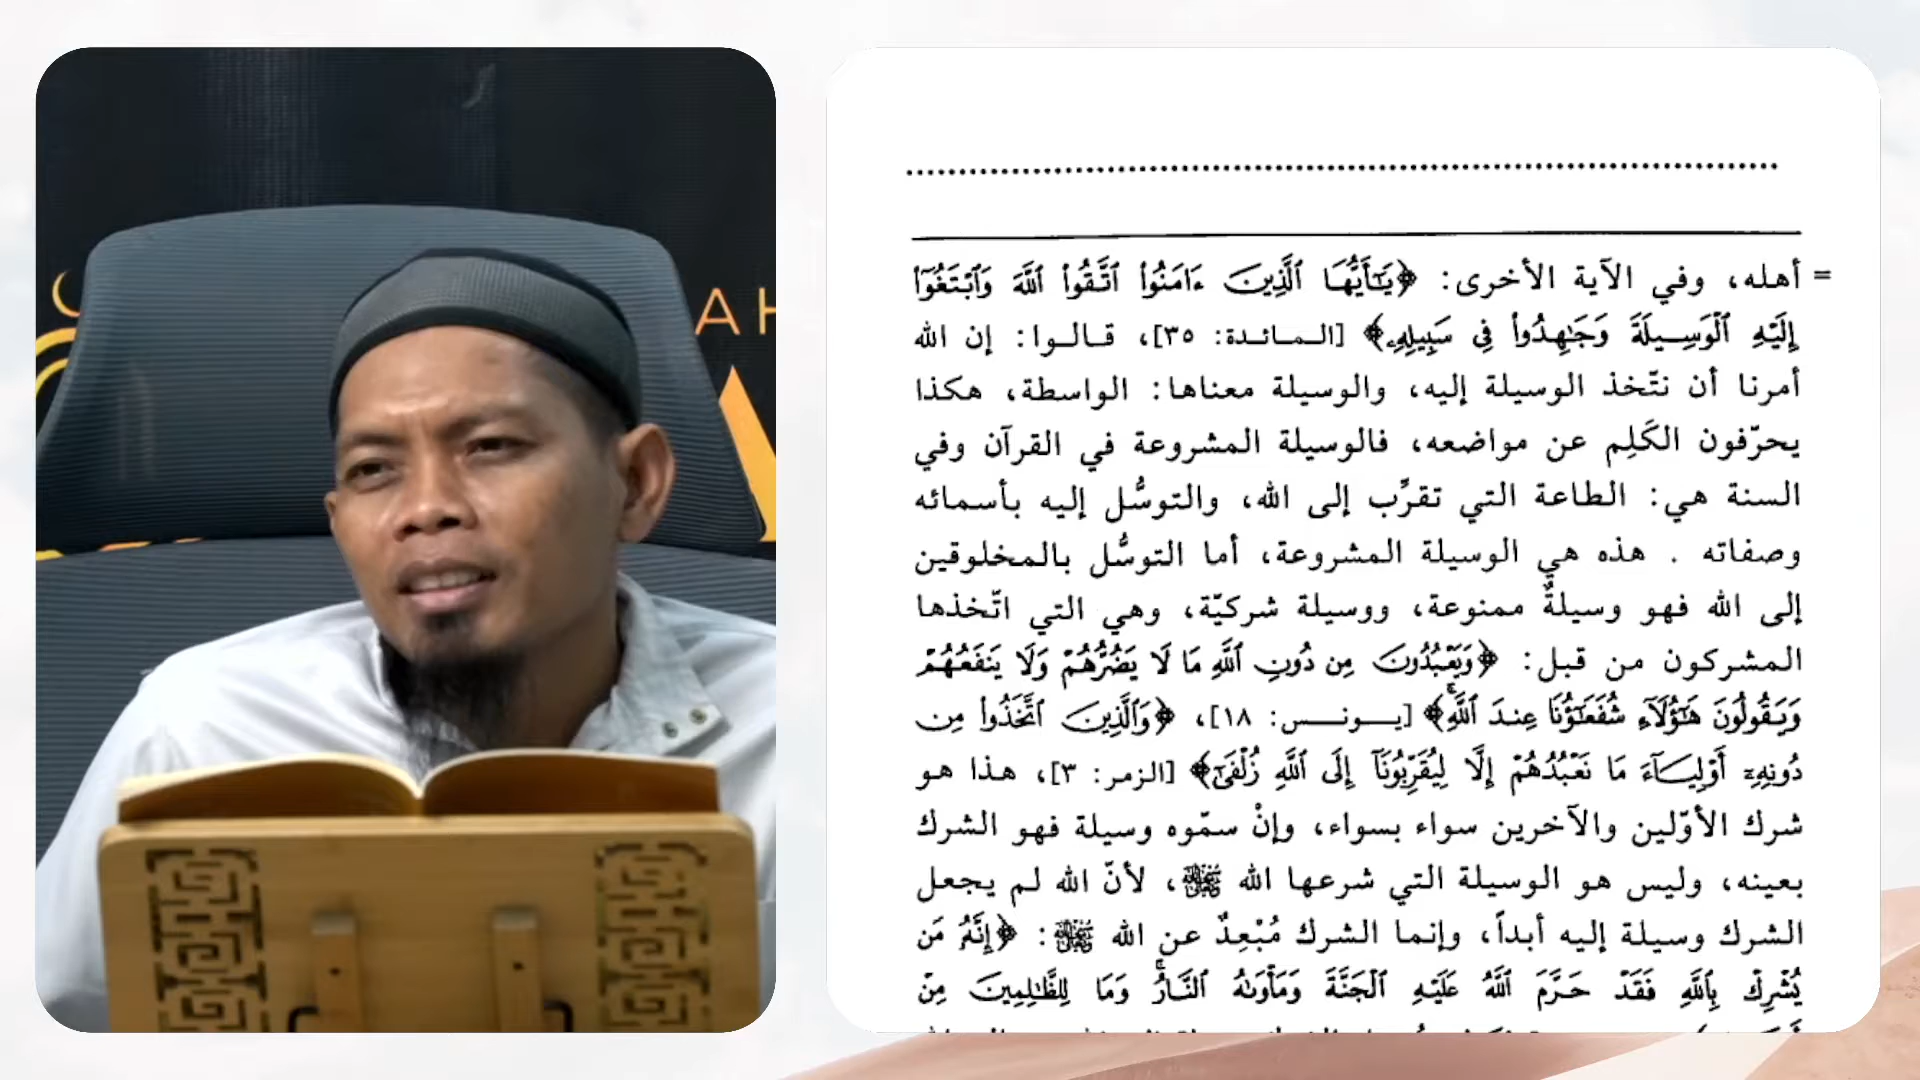 AH
A
= أهله، وفي الآية الأخرى: ﴿يَٰٓأَيُّهَا ٱلَّذِينَ ءَامَنُواْ ٱتَّقُواْ ٱللَّهَ وَٱبْتَغُوٓاْ
إِلَيْهِ ٱلْوَسِيلَةَ وَجَٰهِدُواْ فِى سَبِيلِهِۦ﴾ [المائدة: ٣٥]، قالوا: إن الله
أمرنا أن نتّخذ الوسيلة إليه، والوسيلة معناها: الواسطة، هكذا
يحرّفون الكَلِم عن مواضعه، فالوسيلة المشروعة في القرآن وفي
السنة هي: الطاعة التي تقرِّب إلى الله، والتوسُّل إليه بأسمائه
وصفاته . هذه هي الوسيلة المشروعة، أما التوسُّل بالمخلوقين
إلى الله فهو وسيلةٌ ممنوعة، ووسيلة شركيّة، وهي التي اتّخذها
المشركون من قبل: ﴿وَيَعْبُدُونَ مِن دُونِ ٱللَّهِ مَا لَا يَضُرُّهُمْ وَلَا يَنفَعُهُمْ
وَيَقُولُونَ هَٰٓؤُلَآءِ شُفَعَٰٓؤُنَا عِندَ ٱللَّهِ﴾ [يونس: ١٨]، ﴿وَٱلَّذِينَ ٱتَّخَذُواْ مِن
دُونِهِۦٓ أَوْلِيَآءَ مَا نَعْبُدُهُمْ إِلَّا لِيُقَرِّبُونَآ إِلَى ٱللَّهِ زُلْفَىٰٓ﴾ [الزمر: ٣]، هذا هو
شرك الأوّلين والآخرين سواء بسواء، وإنْ سمّوه وسيلة فهو الشرك
بعينه، وليس هو الوسيلة التي شرعها الله ﷻ، لأنّ الله لم يجعل
الشرك وسيلة إليه أبداً، وإنما الشرك مُبْعِدٌ عن الله ﷻ: ﴿إِنَّهُۥ مَن
يُشْرِكْ بِٱللَّهِ فَقَدْ حَرَّمَ ٱللَّهُ عَلَيْهِ ٱلْجَنَّةَ وَمَأْوَىٰهُ ٱلنَّارُ وَمَا لِلظَّٰلِمِينَ مِنْ